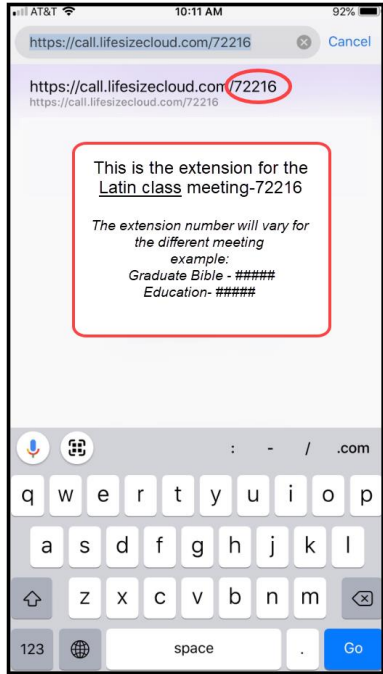 AT&T 10:11 AM 92%
https://call.lifesizecloud.com/72216 Cancel
https://call.lifesizecloud.com/72216
https://call.lifesizecloud.com/72216
This is the extension for the
Latin class meeting-72216
The extension number will vary for
the different meeting
example:
Graduate Bible - #####
Education- #####
: - / .com
q w e r t y u i o p
a s d f g h j k l
z x c v b n m
123 space . Go